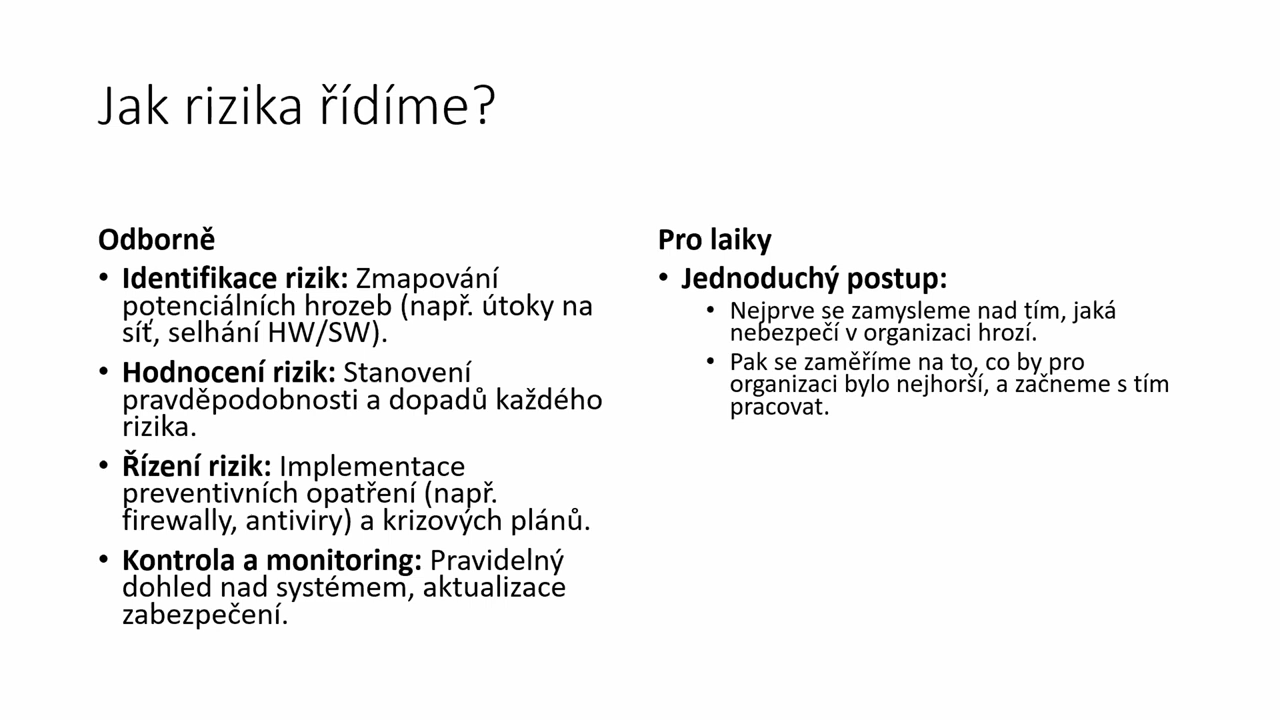 Jak rizika řídíme?
Odborně
• Identifikace rizik: Zmapování
potenciálních hrozeb (např. útoky na
síť, selhání HW/SW).
• Hodnocení rizik: Stanovení
pravděpodobnosti a dopadů každého
rizika.
• Řízení rizik: Implementace
preventivních opatření (např.
firewally, antiviry) a krizových plánů.
• Kontrola a monitoring: Pravidelný
dohled nad systémem, aktualizace
zabezpečení.
Pro laiky
• Jednoduchý postup:
• Nejprve se zamysleme nad tím, jaká
nebezpečí v organizaci hrozí.
• Pak se zaměříme na to, co by pro
organizaci bylo nejhorší, a začneme s tím
pracovat.